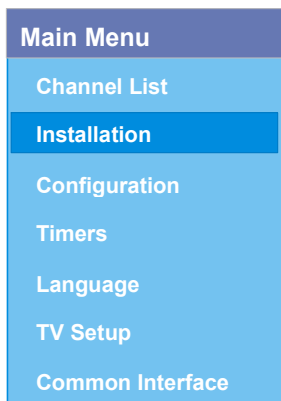 Main Menu
Channel List
Installation
Configuration
Timers
Language
TV Setup
Common Interface